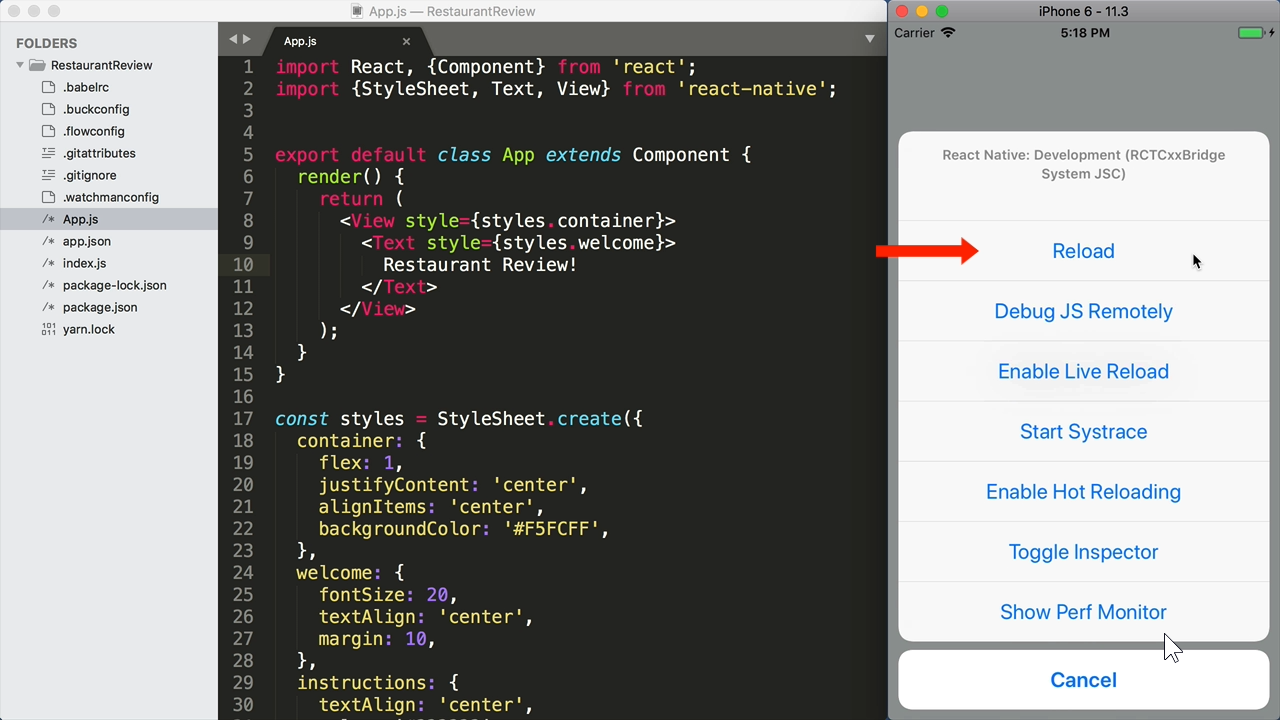 App.js — RestaurantReview
FOLDERS
RestaurantReview
.babelrc
.buckconfig
.flowconfig
.gitattributes
.gitignore
.watchmanconfig
/* App.js
/* app.json
/* index.js
/* package-lock.json
/* package.json
yarn.lock
App.js
1 import React, {Component} from 'react';
2 import {StyleSheet, Text, View} from 'react-native';
3
4
5 export default class App extends Component {
6 render() {
7 return (
8 <View style={styles.container}>
9 <Text style={styles.welcome}>
10 Restaurant Review!
11 </Text>
12 </View>
13 );
14 }
15 }
16
17 const styles = StyleSheet.create({
18 container: {
19 flex: 1,
20 justifyContent: 'center',
21 alignItems: 'center',
22 backgroundColor: '#F5FCFF',
23 },
24 welcome: {
25 fontSize: 20,
26 textAlign: 'center',
27 margin: 10,
28 },
29 instructions: {
30 textAlign: 'center',
iPhone 6 - 11.3
Carrier 5:18 PM
React Native: Development (RCTCxxBridge
System JSC)
Reload
Debug JS Remotely
Enable Live Reload
Start Systrace
Enable Hot Reloading
Toggle Inspector
Show Perf Monitor
Cancel